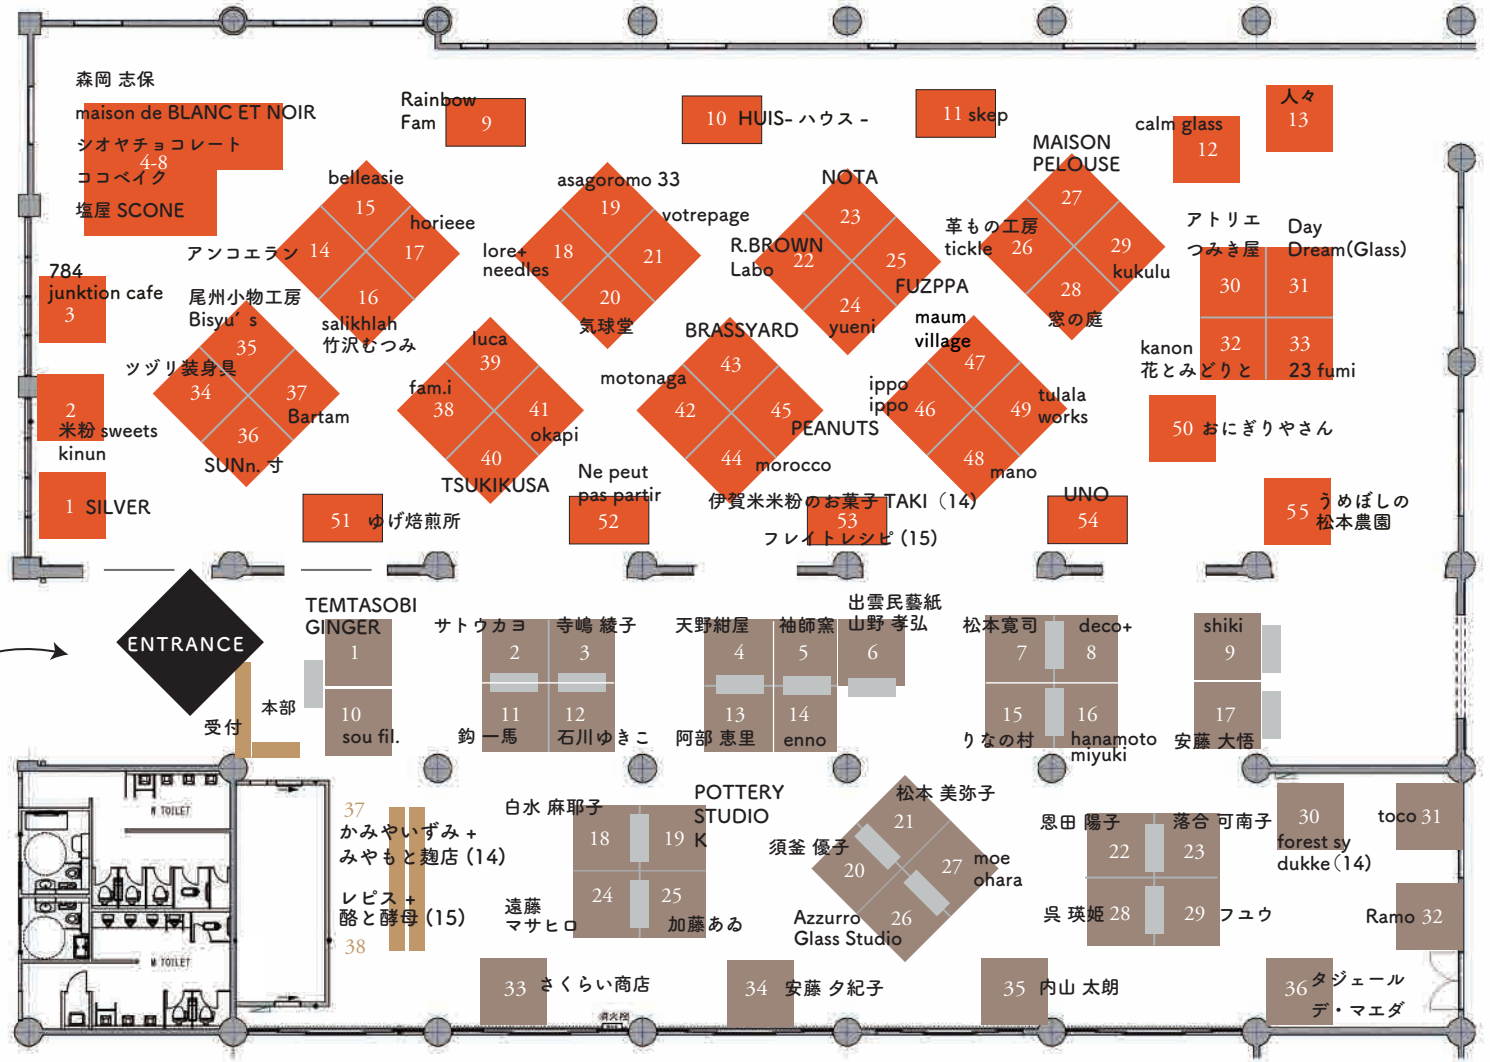 森岡 志保
maison de BLANC ET NOIR
シオヤチョコレート
4-8
ココベイク
塩屋 SCONE
Rainbow
Fam
9
10 HUIS- ハウス -
11 skep
calm glass
12
人々
13
belleasie
15
horieee
アンコエラン 14
17
16
salikhlah
竹沢むつみ
asagoromo 33
19
votrepage
lore+
needles
18
21
20
気球堂
NOTA
23
R.BROWN
Labo
22
25
FUZPPA
24
yueni
MAISON
PELOUSE
27
革もの工房
tickle
26
29
kukulu
28
窓の庭
アトリエ
つみき屋
30
Day
Dream(Glass)
31
kanon
花とみどりと
32
33
23 fumi
784
junktion cafe
3
2
米粉 sweets
kinun
1 SILVER
尾州小物工房
Bisyu's
35
ツヅリ装身具
34
37
Bartam
36
SUNn. 寸
luca
39
fam.i
38
41
okapi
40
TSUKIKUSA
BRASSYARD
43
motonaga
42
45
PEANUTS
44
morocco
maum
village
47
ippo
ippo
46
49
tulala
works
48
mano
50 おにぎりやさん
51 ゆげ焙煎所
Ne peut
pas partir
52
伊賀米米粉のお菓子 TAKI（14）
53
フレイトレシピ (15)
UNO
54
55
うめぼしの
松本農園
ENTRANCE
受付
本部
TEMTASOBI
GINGER
1
10
sou fil.
サトウカヨ
2
寺嶋 綾子
3
11
鈎 一馬
12
石川ゆきこ
天野紺屋
4
袖師窯
5
出雲民藝紙
山野 孝弘
6
13
阿部 恵里
14
enno
松本寛司
7
deco+
8
15
りなの村
16
hanamoto
miyuki
shiki
9
17
安藤 大悟
W TOILET
M TOILET
37
かみやいずみ +
みやもと麹店 (14)
レピス +
酪と酵母 (15)
38
白水 麻耶子
18
POTTERY
STUDIO
K
19
24
遠藤
マサヒロ
25
加藤あゐ
松本 美弥子
21
須釜 優子
20
27
moe
ohara
26
Azzurro
Glass Studio
恩田 陽子
22
落合 可南子
23
呉 瑛姫 28
29 フユウ
30
forest sy
dukke（14）
toco 31
Ramo 32
33 さくらい商店
34 安藤 夕紀子
35 内山 太朗
36
タジェール
デ・マエダ
消火栓